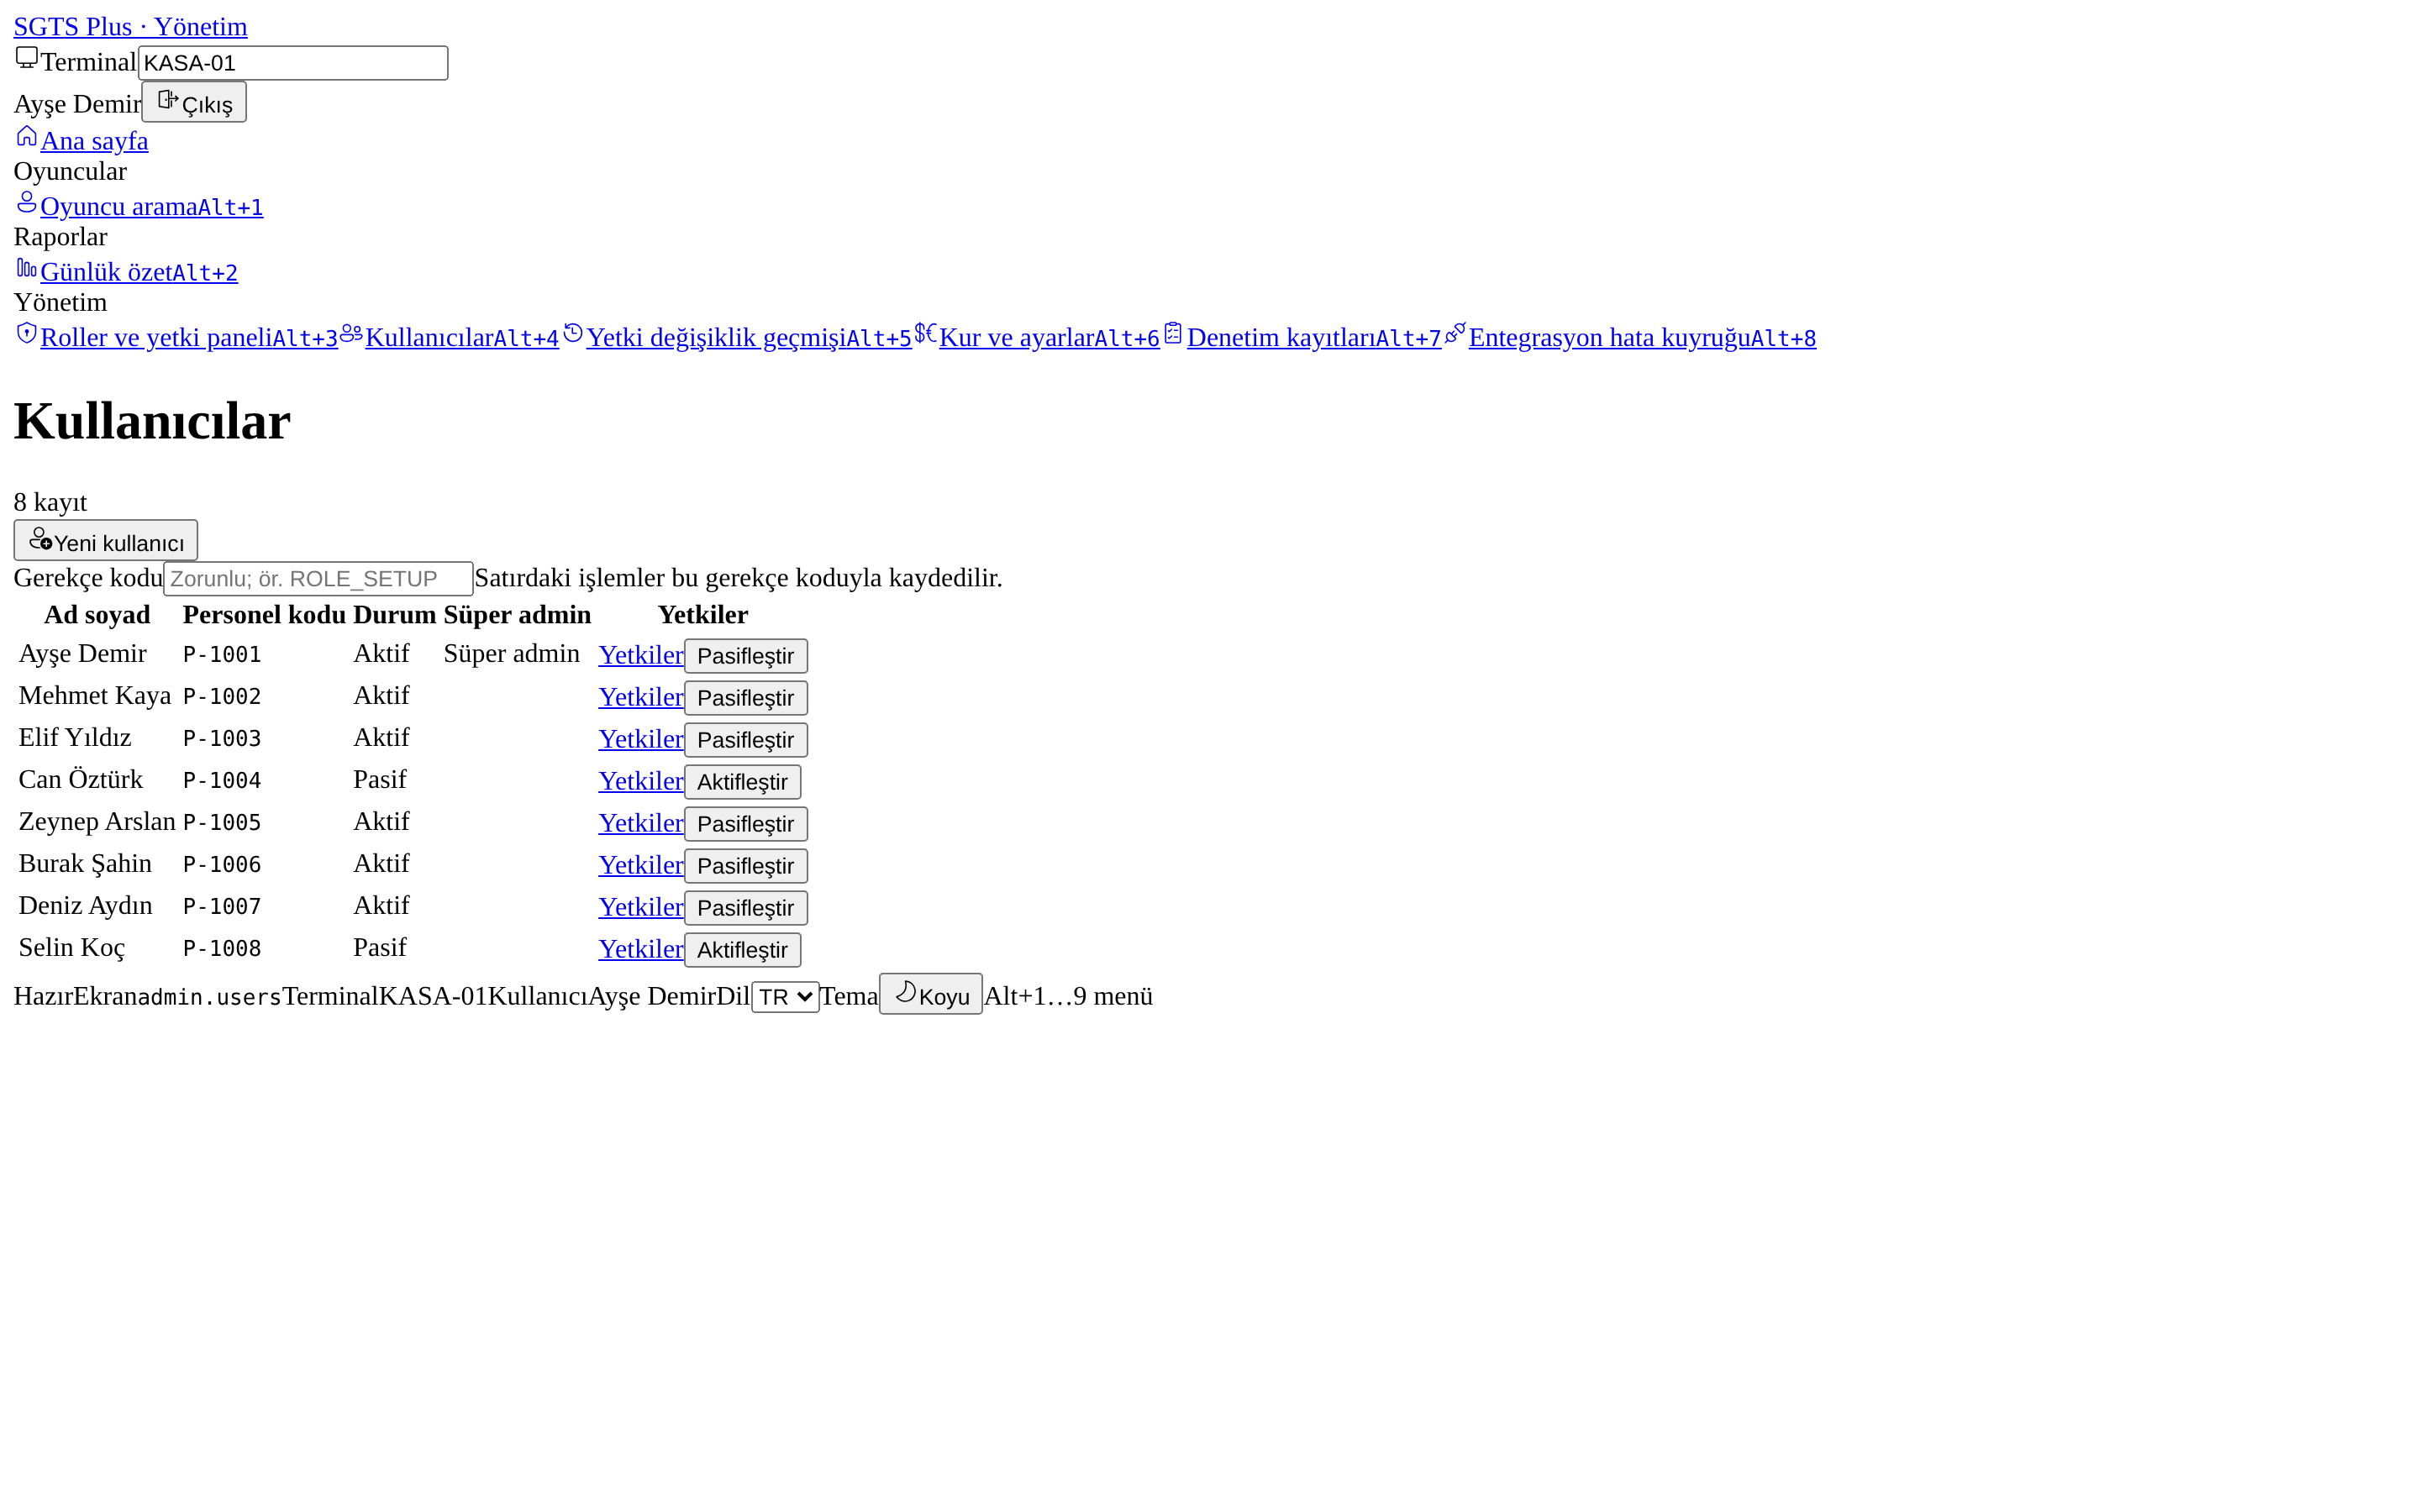 SGTS Plus · Yönetim
Terminal KASA-01
Ayşe Demir Çıkış
Ana sayfa
Oyuncular
Oyuncu arama Alt+1
Raporlar
Günlük özet Alt+2
Yönetim
Roller ve yetki paneli Alt+3 Kullanıcılar Alt+4 Yetki değişiklik geçmişi Alt+5 Kur ve ayarlar Alt+6 Denetim kayıtları Alt+7 Entegrasyon hata kuyruğu Alt+8
Kullanıcılar
8 kayıt
Yeni kullanıcı
Gerekçe kodu Zorunlu; ör. ROLE_SETUP Satırdaki işlemler bu gerekçe koduyla kaydedilir.
Ad soyad Personel kodu Durum Süper admin Yetkiler
Ayşe Demir P-1001 Aktif Süper admin Yetkiler Pasifleştir
Mehmet Kaya P-1002 Aktif Yetkiler Pasifleştir
Elif Yıldız P-1003 Aktif Yetkiler Pasifleştir
Can Öztürk P-1004 Pasif Yetkiler Aktifleştir
Zeynep Arslan P-1005 Aktif Yetkiler Pasifleştir
Burak Şahin P-1006 Aktif Yetkiler Pasifleştir
Deniz Aydın P-1007 Aktif Yetkiler Pasifleştir
Selin Koç P-1008 Pasif Yetkiler Aktifleştir
Hazır Ekran admin.users Terminal KASA-01 Kullanıcı Ayşe Demir Dil TR Tema Koyu Alt+1…9 menü